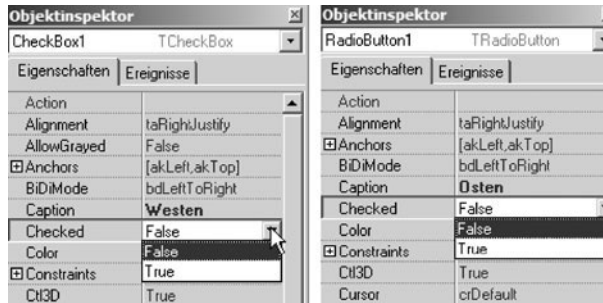 Objektinspektor
CheckBox1 TCheckBox
Eigenschaften Ereignisse
Action
Alignment taRightJustify
AllowGrayed False
Anchors [akLeft,akTop]
BiDiMode bdLeftToRight
Caption Westen
Checked False
Color False
Constraints True
Ctl3D True
Objektinspektor
RadioButton1 TRadioButton
Eigenschaften Ereignisse
Action
Alignment taRightJustify
Anchors [akLeft,akTop]
BiDiMode bdLeftToRight
Caption Osten
Checked False
Color False
Constraints True
Ctl3D True
Cursor crDefault